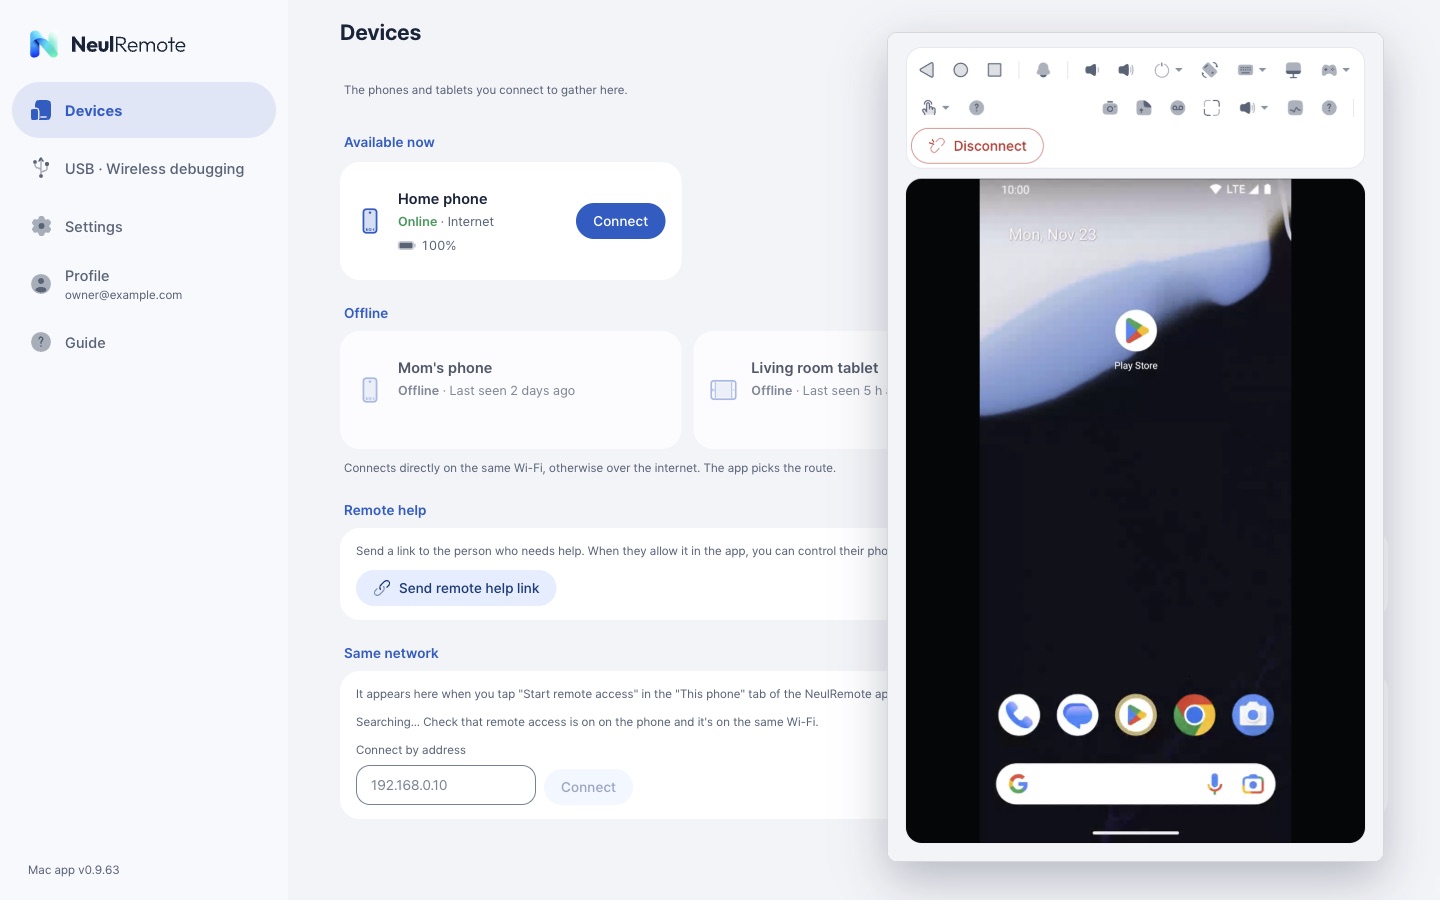 NeulRemote
Devices
USB · Wireless debugging
Settings
Profile
owner@example.com
Guide
Mac app v0.9.63
Devices
The phones and tablets you connect to gather here.
Available now
Home phone
Online · Internet
100%
Connect
Offline
Mom's phone
Offline · Last seen 2 days ago
Living room tablet
Offline · Last seen 5 h
Connects directly on the same Wi-Fi, otherwise over the internet. The app picks the route.
Remote help
Send a link to the person who needs help. When they allow it in the app, you can control their pho
Send remote help link
Same network
It appears here when you tap "Start remote access" in the "This phone" tab of the NeulRemote ap
Searching... Check that remote access is on on the phone and it's on the same Wi-Fi.
Connect by address
192.168.0.10
Connect
Disconnect
10:00
LTE
Mon, Nov 23
Play Store